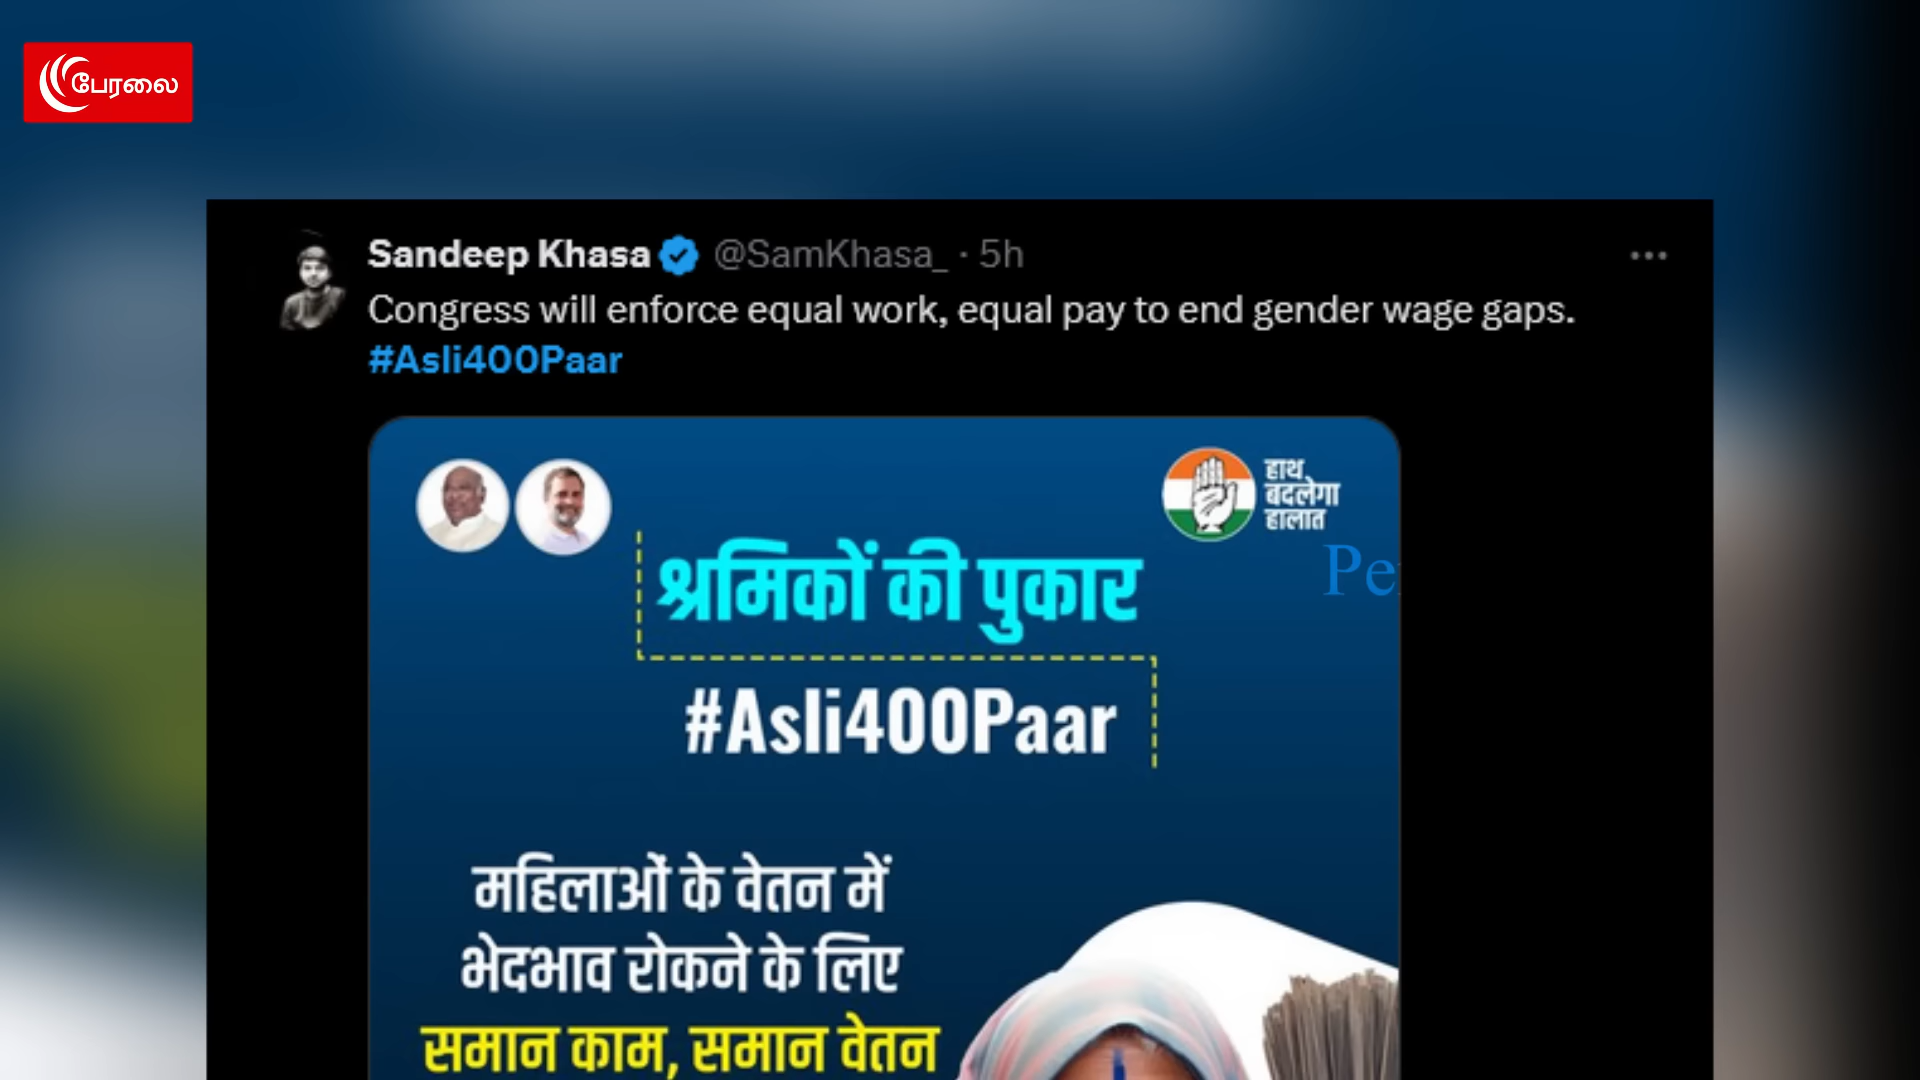 பேரலை
Sandeep Khasa @SamKhasa_ · 5h
Congress will enforce equal work, equal pay to end gender wage gaps.
#Asli400Paar
हाथ
बदलेगा
हालात
श्रमिकों की पुकार
#Asli400Paar
महिलाओं के वेतन में
भेदभाव रोकने के लिए
समान काम, समान वेतन